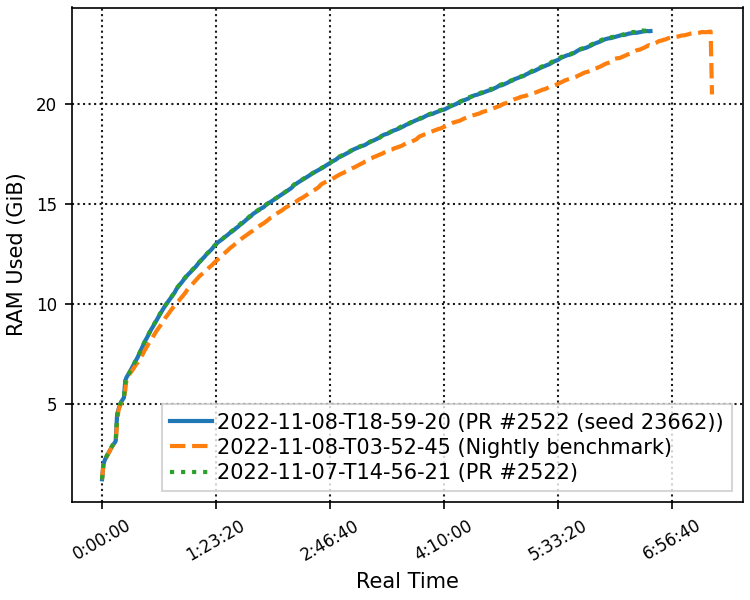 20
15
10
5
RAM Used (GiB)
2022-11-08-T18-59-20 (PR #2522 (seed 23662))
2022-11-08-T03-52-45 (Nightly benchmark)
2022-11-07-T14-56-21 (PR #2522)
0:00:00
1:23:20
2:46:40
4:10:00
5:33:20
6:56:40
Real Time